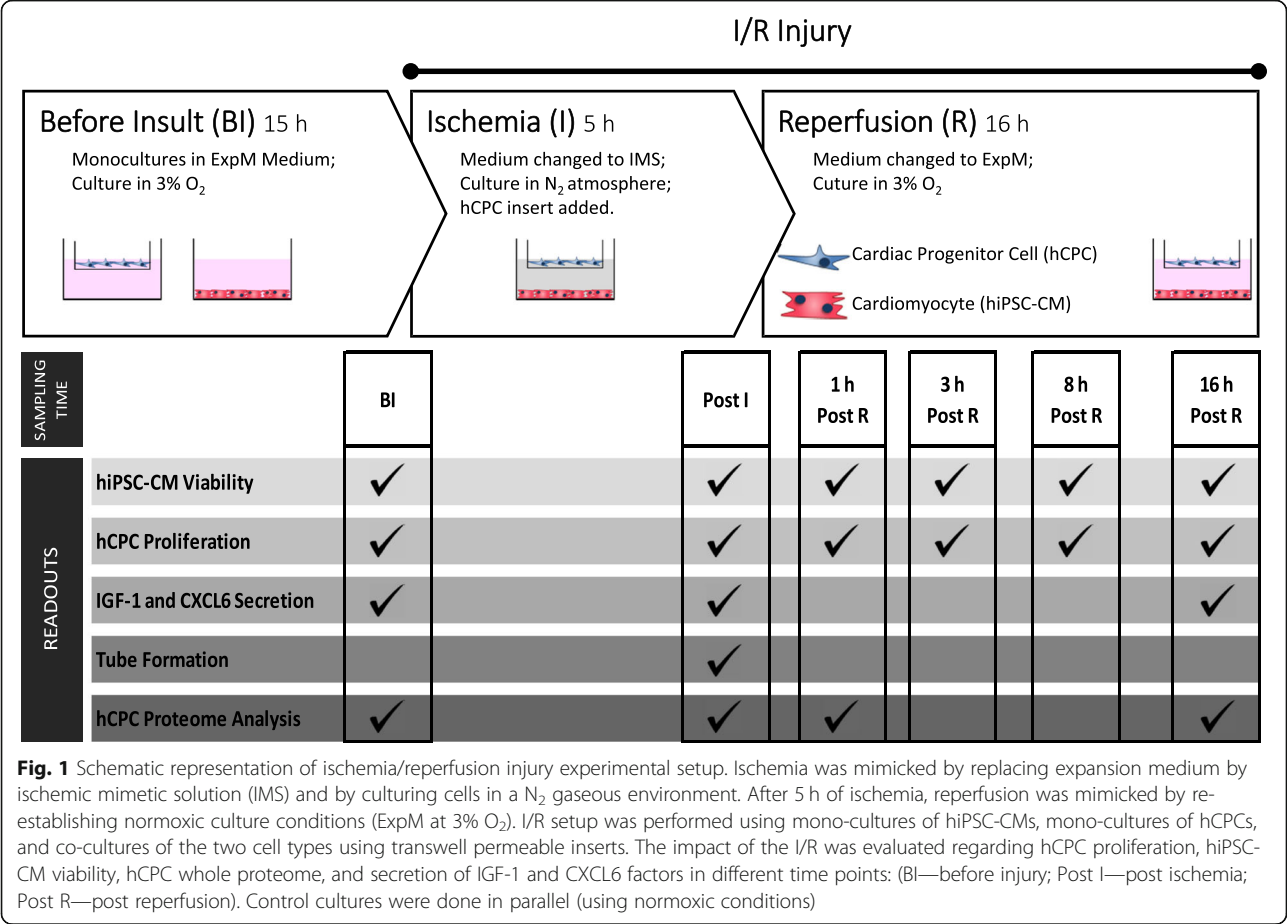 I/R Injury
Before Insult (BI) 15 h
Monocultures in ExpM Medium;
Culture in 3% O2
Ischemia (I) 5 h
Medium changed to IMS;
Culture in N2 atmosphere;
hCPC insert added.
Reperfusion (R) 16 h
Medium changed to ExpM;
Cuture in 3% O2
Cardiac Progenitor Cell (hCPC)
Cardiomyocyte (hiPSC-CM)
SAMPLING
TIME
BI
Post I
1 h
Post R
3 h
Post R
8 h
Post R
16 h
Post R
READOUTS
hiPSC-CM Viability
hCPC Proliferation
IGF-1 and CXCL6 Secretion
Tube Formation
hCPC Proteome Analysis
Fig. 1 Schematic representation of ischemia/reperfusion injury experimental setup. Ischemia was mimicked by replacing expansion medium by
ischemic mimetic solution (IMS) and by culturing cells in a N2 gaseous environment. After 5 h of ischemia, reperfusion was mimicked by re-
establishing normoxic culture conditions (ExpM at 3% O2). I/R setup was performed using mono-cultures of hiPSC-CMs, mono-cultures of hCPCs,
and co-cultures of the two cell types using transwell permeable inserts. The impact of the I/R was evaluated regarding hCPC proliferation, hiPSC-
CM viability, hCPC whole proteome, and secretion of IGF-1 and CXCL6 factors in different time points: (BI—before injury; Post I—post ischemia;
Post R—post reperfusion). Control cultures were done in parallel (using normoxic conditions)